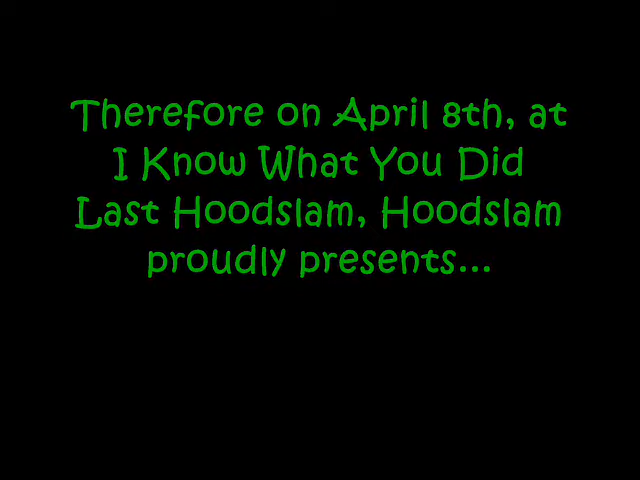 Therefore on April 8th, at
I Know What You Did
Last Hoodslam, Hoodslam
proudly presents...